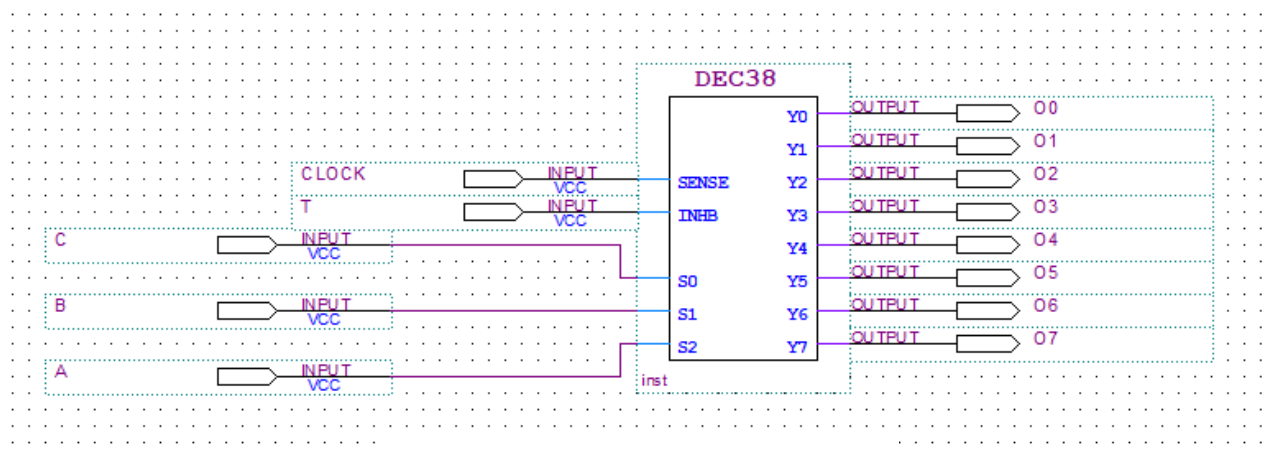 DEC38
Y0 OUTPUT O0
Y1 OUTPUT O1
CLOCK INPUT VCC SENSE Y2 OUTPUT O2
T INPUT VCC INHB Y3 OUTPUT O3
C INPUT VCC Y4 OUTPUT O4
S0 Y5 OUTPUT O5
B INPUT VCC S1 Y6 OUTPUT O6
S2 Y7 OUTPUT O7
A INPUT VCC
inst